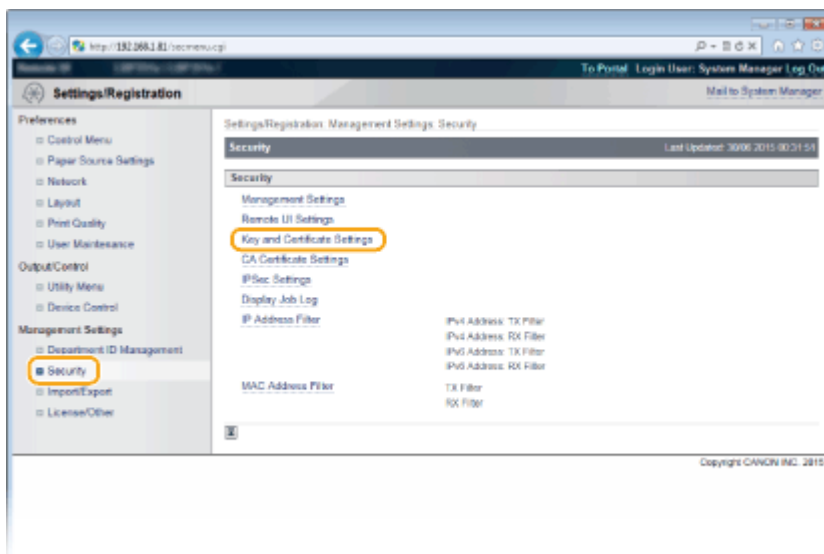 http://192.168.1.81/secmenu.cgi
To Portal Login User: System Manager Log Out
Settings/Registration
Mail to System Manager
Preferences
Control Menu
Paper Source Settings
Network
Layout
Print Quality
User Maintenance
Output/Control
Utility Menu
Device Control
Management Settings
Department ID Management
Security
Import/Export
License/Other
Settings/Registration: Management Settings: Security
Security
Last Updated: 30/06 2015 00:31:51
Security
Management Settings
Remote UI Settings
Key and Certificate Settings
CA Certificate Settings
IPSec Settings
Display Job Log
IP Address Filter
IPv4 Address: TX Filter
IPv4 Address: RX Filter
IPv6 Address: TX Filter
IPv6 Address: RX Filter
MAC Address Filter
TX Filter
RX Filter
Copyright CANON INC. 2015